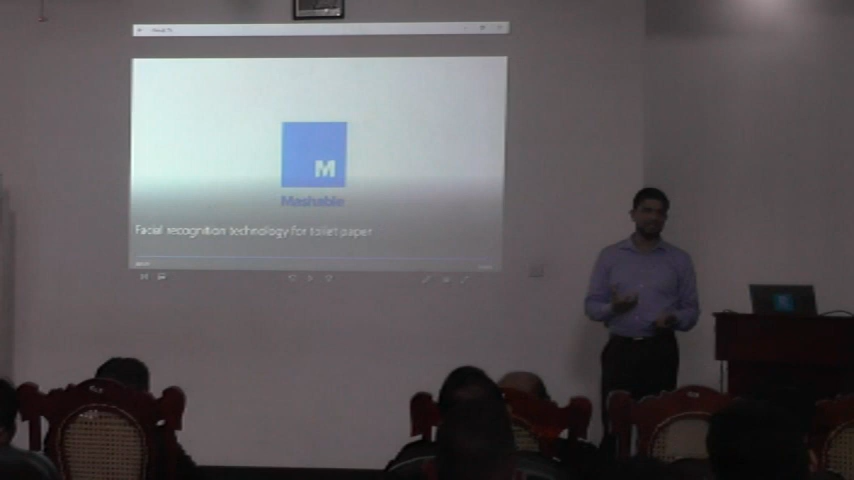 M
Mashable
Facial recognition technology for toilet paper